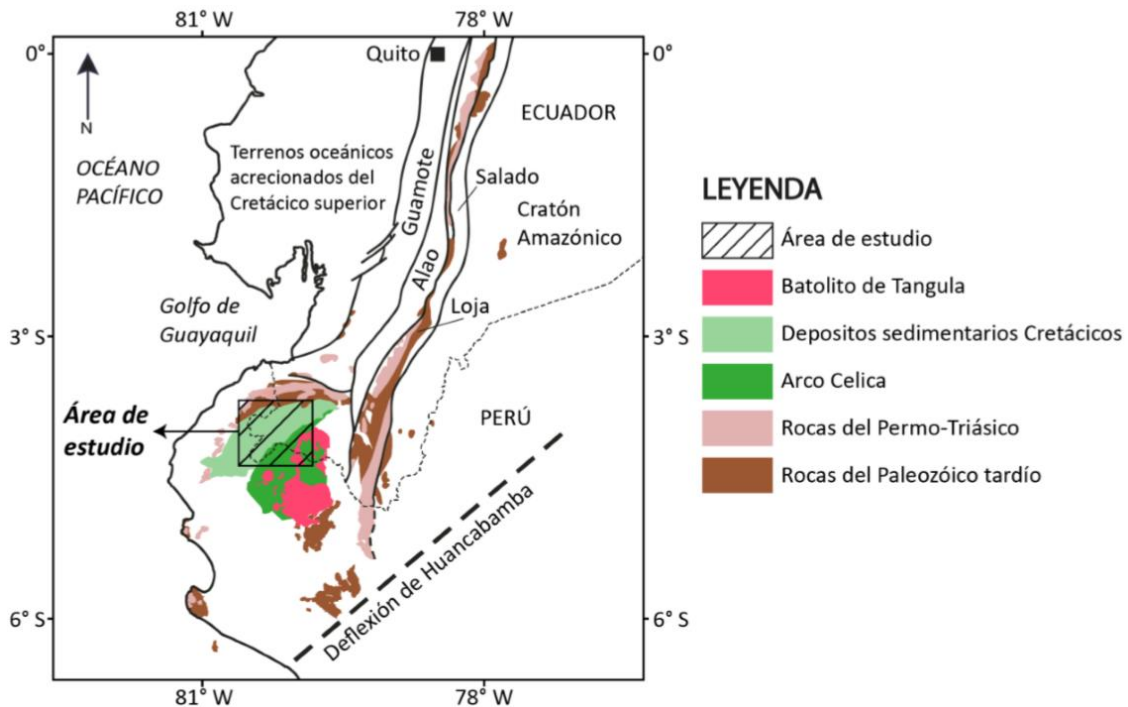 81° W
78° W
0°
0°
Quito
N
ECUADOR
OCÉANO
PACÍFICO
Terrenos oceánicos
acrecionados del
Cretácico superior
Guamote
Alao
Salado
Cratón
Amazónico
Golfo de
Guayaquil
Loja
3° S
3° S
Área de
estudio
PERÚ
Deflexión de Huancabamba
6° S
6° S
81° W
78° W
LEYENDA
Área de estudio
Batolito de Tangula
Depositos sedimentarios Cretácicos
Arco Celica
Rocas del Permo-Triásico
Rocas del Paleozóico tardío